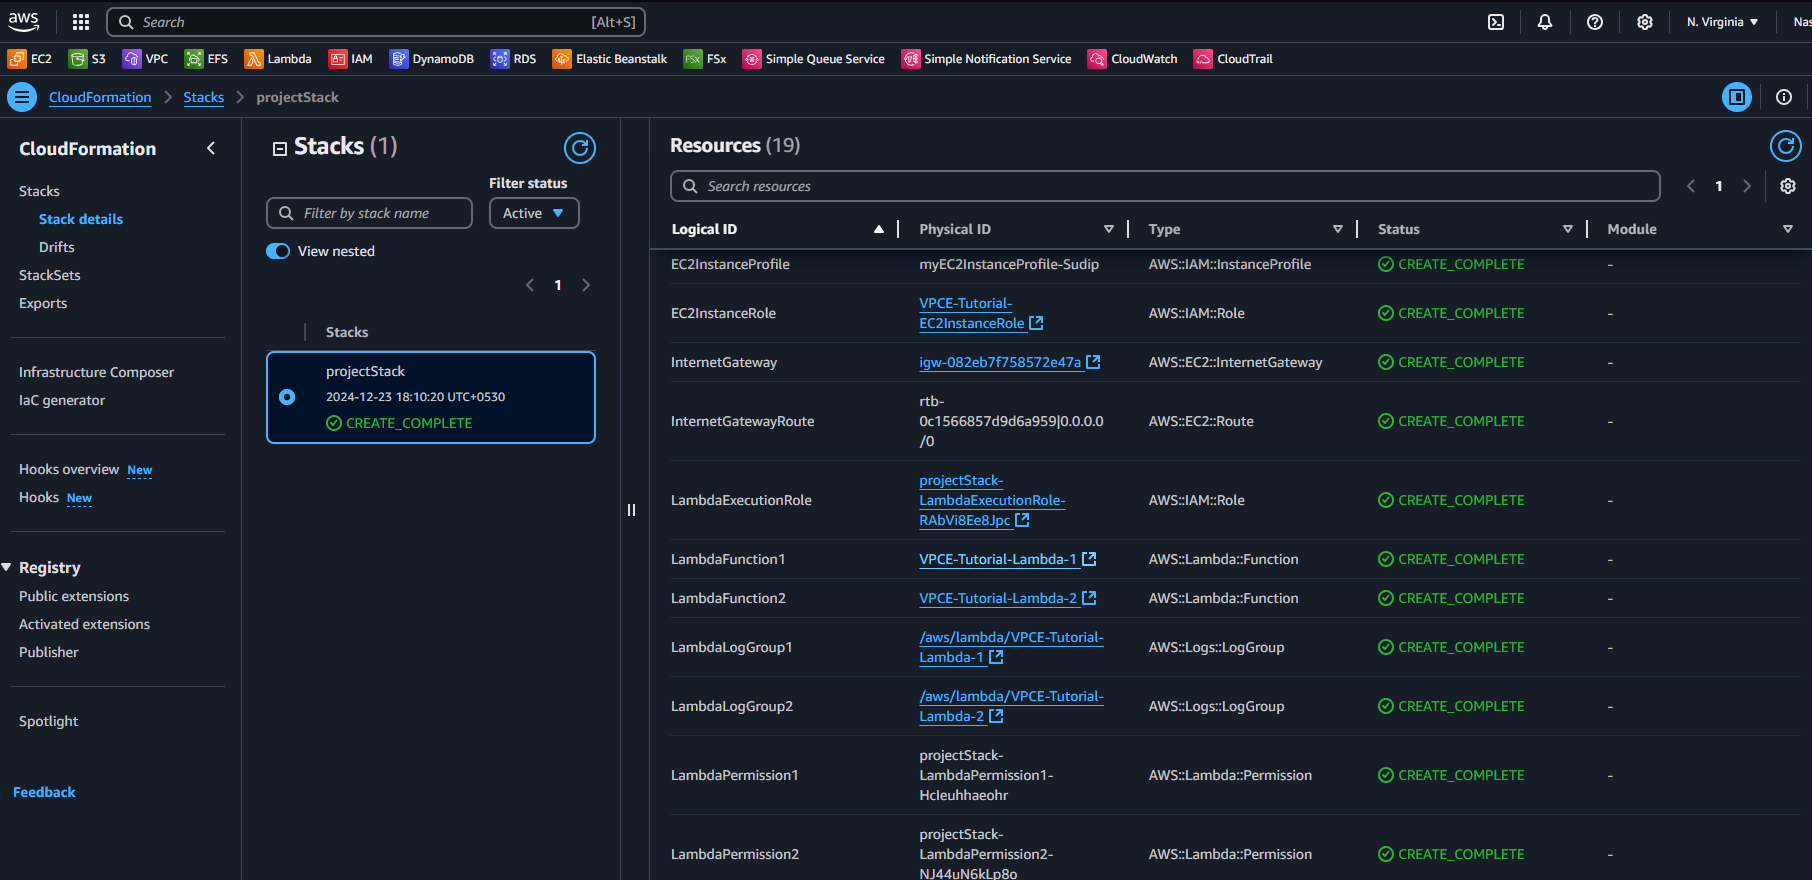 aws
Search
[Alt+S]
N. Virginia
Nas
EC2
S3
VPC
EFS
Lambda
IAM
DynamoDB
RDS
Elastic Beanstalk
FSx
FSx
Simple Queue Service
Simple Notification Service
CloudWatch
CloudTrail
CloudFormation
Stacks
projectStack
CloudFormation
Stacks
Stack details
Drifts
StackSets
Exports
Infrastructure Composer
IaC generator
Hooks overview New
Hooks New
Registry
Public extensions
Activated extensions
Publisher
Spotlight
Feedback
Stacks (1)
Filter status
Filter by stack name
Active
View nested
1
Stacks
projectStack
2024-12-23 18:10:20 UTC+0530
CREATE_COMPLETE
Resources (19)
Search resources
1
Logical ID
Physical ID
Type
Status
Module
EC2InstanceProfile
myEC2InstanceProfile-Sudip
AWS::IAM::InstanceProfile
CREATE_COMPLETE
-
EC2InstanceRole
VPCE-Tutorial-
EC2InstanceRole
AWS::IAM::Role
CREATE_COMPLETE
-
InternetGateway
igw-082eb7f758572e47a
AWS::EC2::InternetGateway
CREATE_COMPLETE
-
InternetGatewayRoute
rtb-
0c1566857d9d6a959|0.0.0.0
/0
AWS::EC2::Route
CREATE_COMPLETE
-
LambdaExecutionRole
projectStack-
LambdaExecutionRole-
RAbVi8Ee8Jpc
AWS::IAM::Role
CREATE_COMPLETE
-
LambdaFunction1
VPCE-Tutorial-Lambda-1
AWS::Lambda::Function
CREATE_COMPLETE
-
LambdaFunction2
VPCE-Tutorial-Lambda-2
AWS::Lambda::Function
CREATE_COMPLETE
-
LambdaLogGroup1
/aws/lambda/VPCE-Tutorial-
Lambda-1
AWS::Logs::LogGroup
CREATE_COMPLETE
-
LambdaLogGroup2
/aws/lambda/VPCE-Tutorial-
Lambda-2
AWS::Logs::LogGroup
CREATE_COMPLETE
-
LambdaPermission1
projectStack-
LambdaPermission1-
HcIeuhhaeohr
AWS::Lambda::Permission
CREATE_COMPLETE
-
LambdaPermission2
projectStack-
LambdaPermission2-
NJ44uN6kLp8o
AWS::Lambda::Permission
CREATE_COMPLETE
-